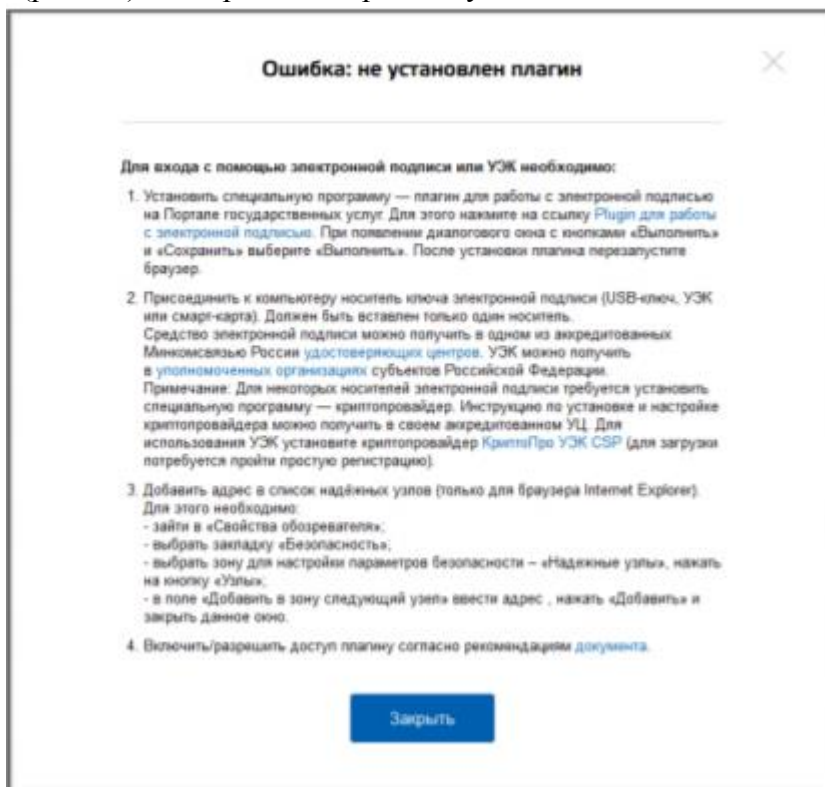 Ошибка: не установлен плагин
Для входа с помощью электронной подписи или УЭК необходимо:
1. Установить специальную программу — плагин для работы с электронной подписью
на Портале государственных услуг. Для этого нажмите на ссылку Plugin для работы
с электронной подписью. При появлении диалогового окна с кнопками «Выполнить»
и «Сохранить» выберите «Выполнить». После установки плагина перезапустите
браузер.
2. Присоединить к компьютеру носитель ключа электронной подписи (USB-ключ, УЭК
или смарт-карта). Должен быть вставлен только один носитель.
Средство электронной подписи можно получить в одном из аккредитованных
Минкомсвязью России удостоверяющих центров. УЭК можно получить
в уполномоченных организациях субъектов Российской Федерации.
Примечание: Для некоторых носителей электронной подписи требуется установить
специальную программу — криптопровайдер. Инструкцию по установке и настройке
криптопровайдера можно получить в своем аккредитованном УЦ. Для
использования УЭК установите криптопровайдер КриптоПро УЭК CSP (для загрузки
потребуется пройти простую регистрацию).
3. Добавить адрес в список надёжных узлов (только для браузера Internet Explorer).
Для этого необходимо:
- зайти в «Свойства обозревателя»;
- выбрать закладку «Безопасность»;
- выбрать зону для настройки параметров безопасности – «Надежные узлы», нажать
на кнопку «Узлы»;
- в поле «Добавить в зону следующий узел» ввести адрес , нажать «Добавить» и
закрыть данное окно.
4. Включить/разрешить доступ плагину согласно рекомендациям документа.
Закрыть